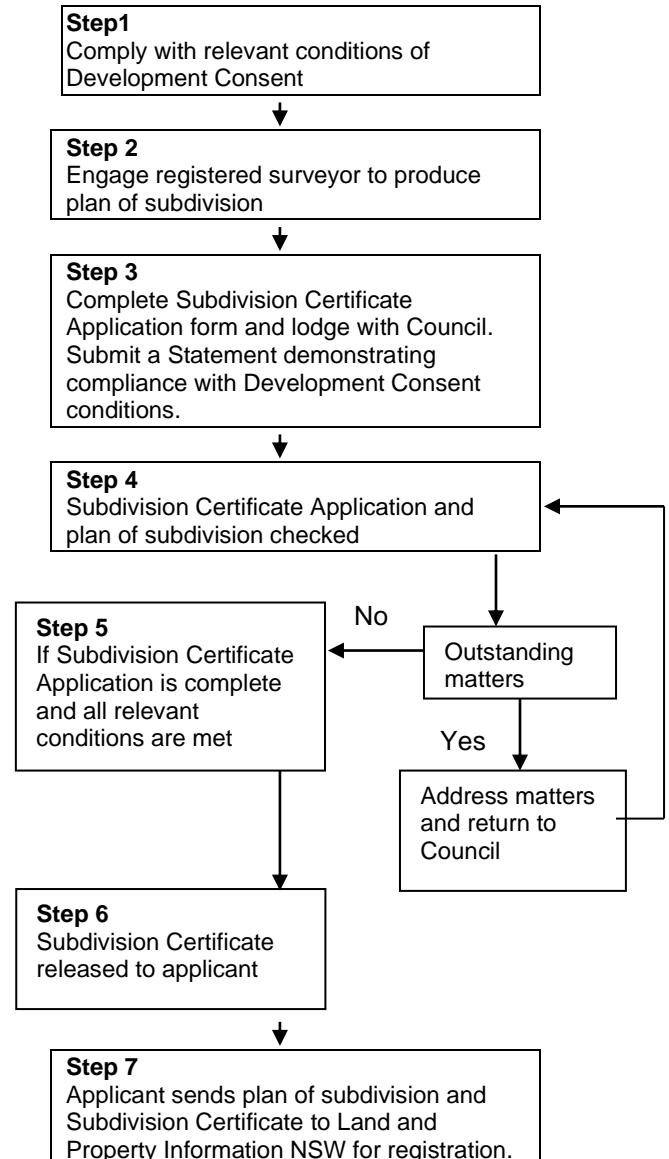 Step1
Comply with relevant conditions of
Development Consent
Step 2
Engage registered surveyor to produce
plan of subdivision
Step 3
Complete Subdivision Certificate
Application form and lodge with Council.
Submit a Statement demonstrating
compliance with Development Consent
conditions.
Step 4
Subdivision Certificate Application and
plan of subdivision checked
No
Outstanding
matters
Yes
Address matters
and return to
Council
Step 5
If Subdivision Certificate
Application is complete
and all relevant
conditions are met
Step 6
Subdivision Certificate
released to applicant
Step 7
Applicant sends plan of subdivision and
Subdivision Certificate to Land and
Property Information NSW for registration.